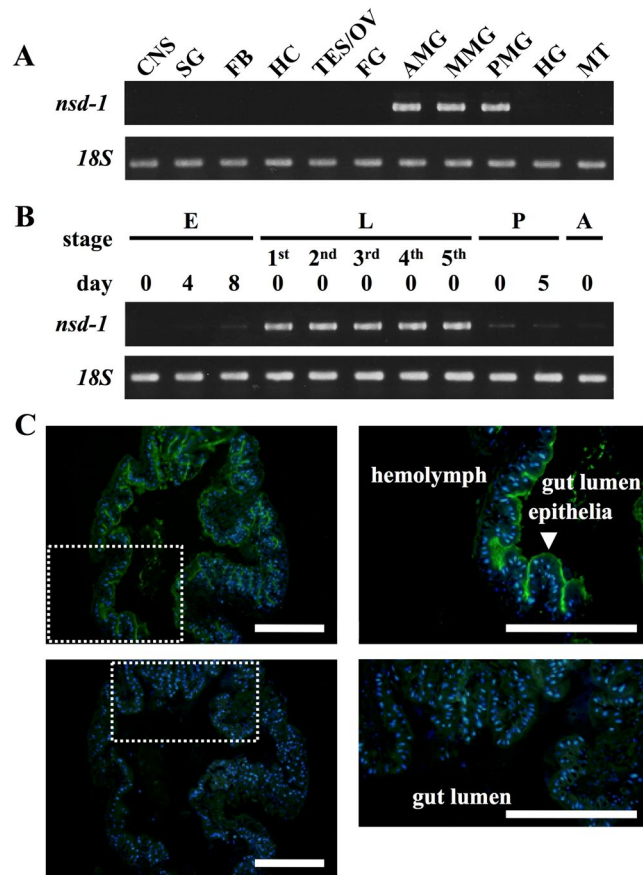 A
CNS SG FB HC TES/OV FG AMG MMG PMG HG MT
nsd-1
18S
B
stage E L P A
1st 2nd 3rd 4th 5th
day 0 4 8 0 0 0 0 0 0 5 0
nsd-1
18S
C
hemolymph
gut lumen
epithelia
gut lumen